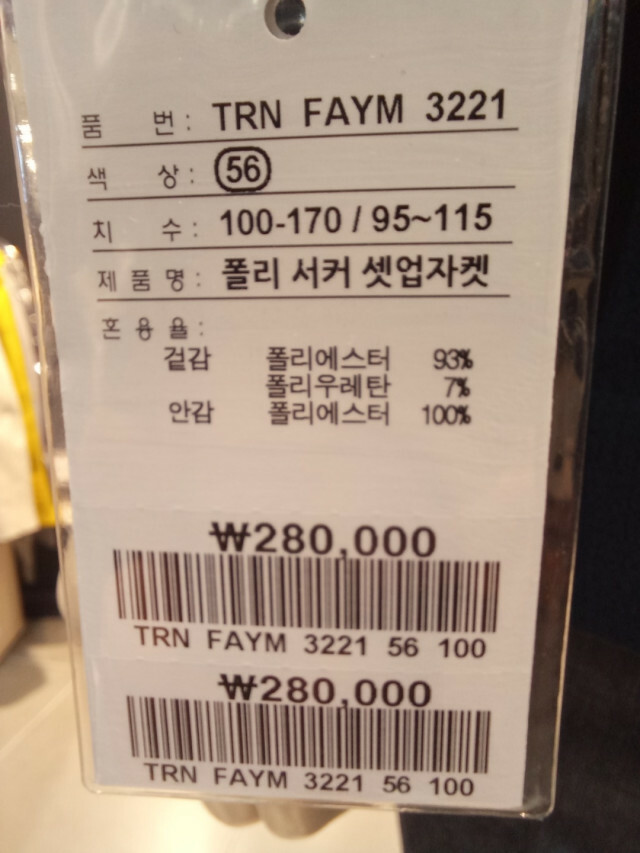 품 번 : TRN FAYM 3221
색 상 : 56
치 수 : 100-170 / 95~115
제 품 명 : 폴리 서커 셋업자켓
혼 용 율 :
겉감 폴리에스터 93%
폴리우레탄 7%
안감 폴리에스터 100%
₩280,000
TRN FAYM 3221 56 100
₩280,000
TRN FAYM 3221 56 100